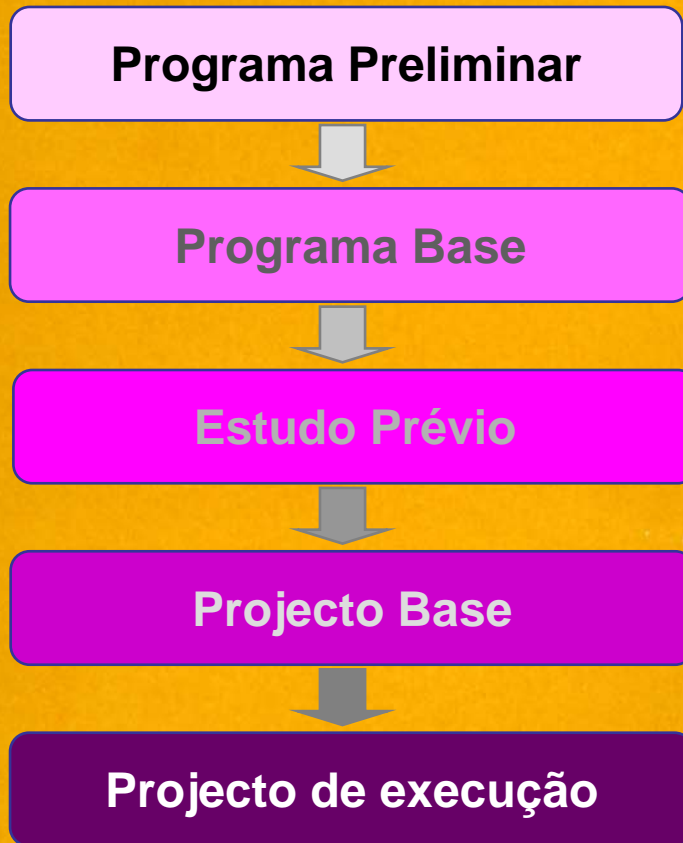 Programa Preliminar
Programa Base
Estudo Prévio
Projecto Base
Projecto de execução